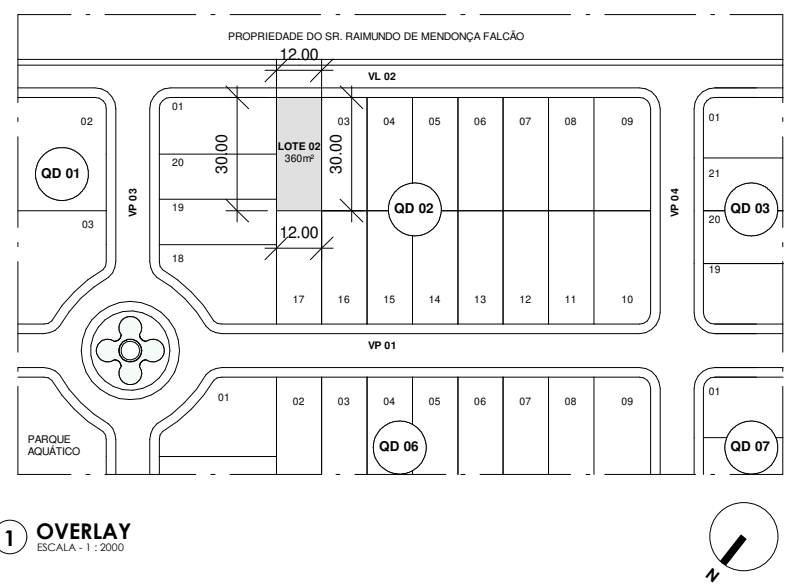 PROPRIEDADE DO SR. RAIMUNDO DE MENDONÇA FALCÃO
12.00
VL 02
01
02
20
19
18
QD 01
03
VP 03
30.00
LOTE 02
360m²
30.00
12.00
03
04
05
06
07
08
09
QD 02
17
16
15
14
13
12
11
10
VP 04
01
21
QD 03
20
19
VP 01
PARQUE
AQUÁTICO
01
02
03
04
05
06
07
08
09
QD 06
01
QD 07
1
OVERLAY
ESCALA - 1 : 2000
N